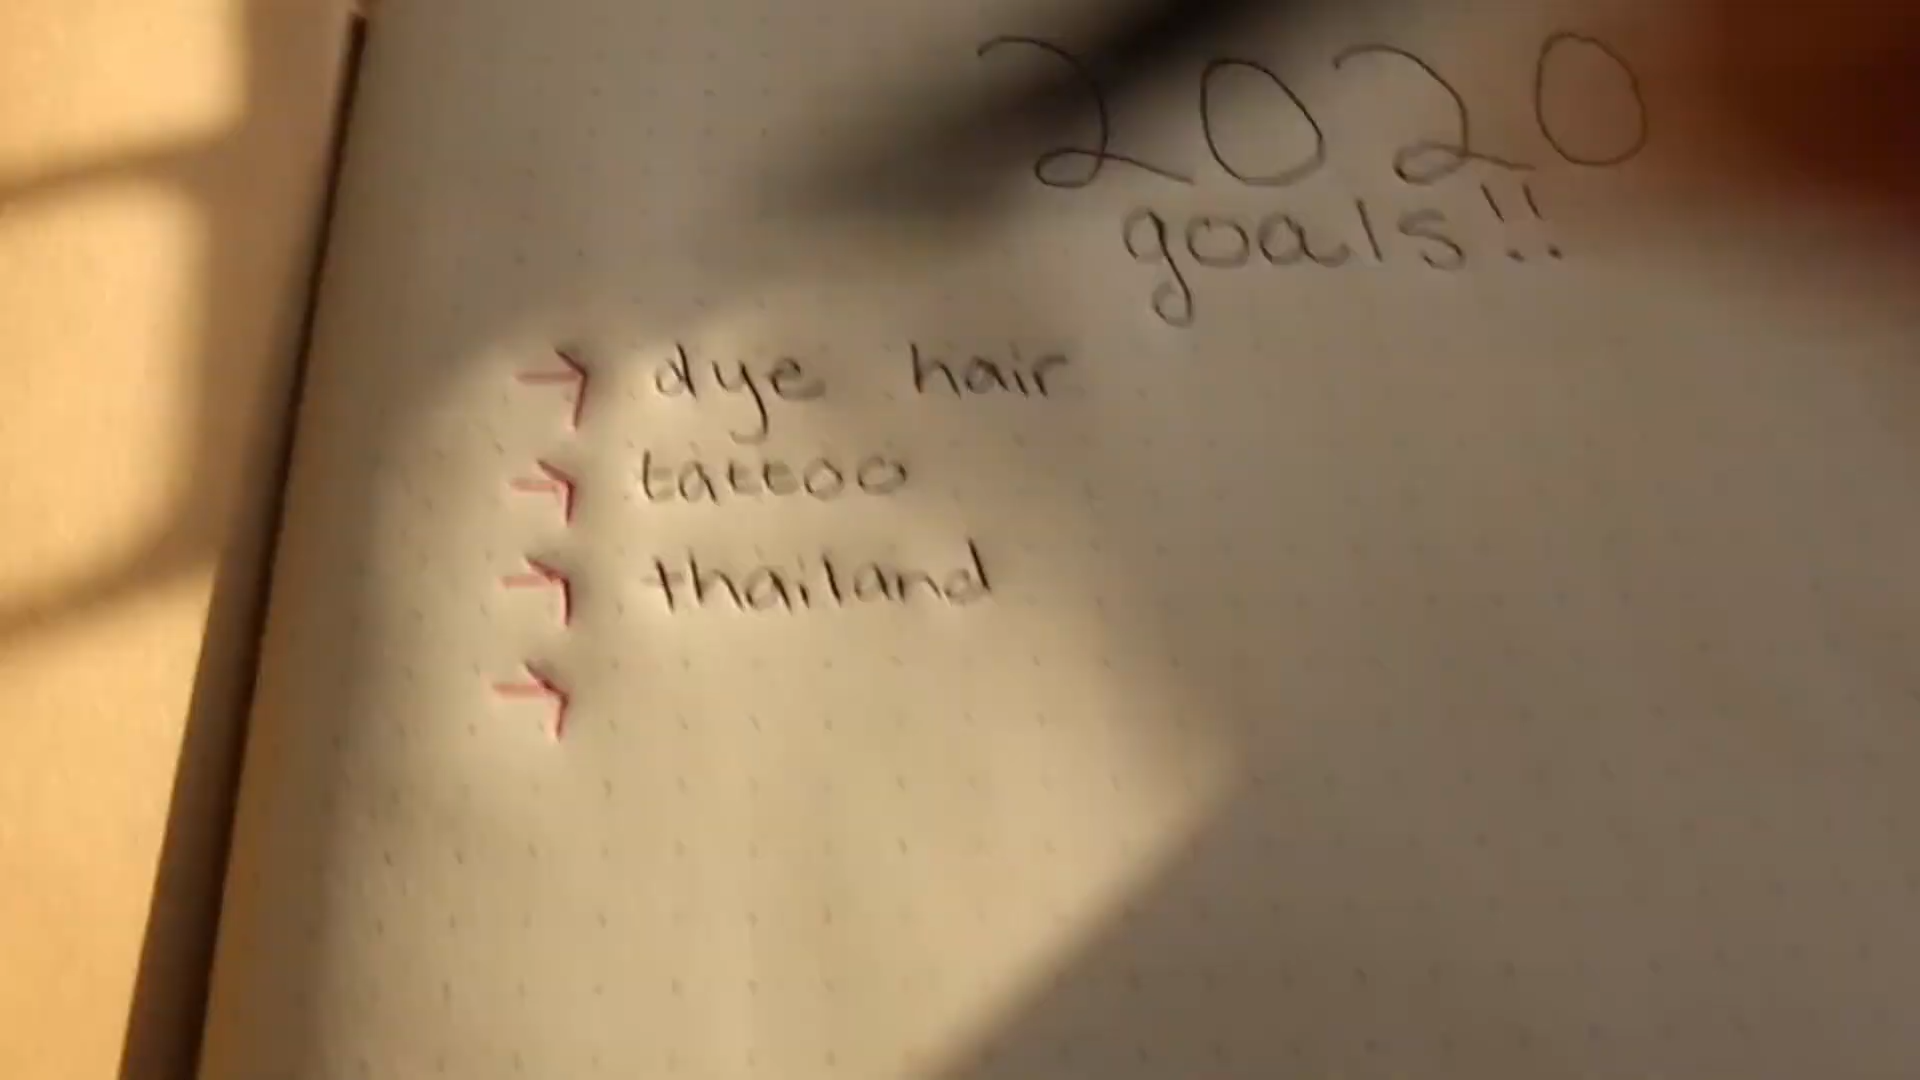 2020
goals!!
→ dye hair
→ tattoo
→ thailand
→